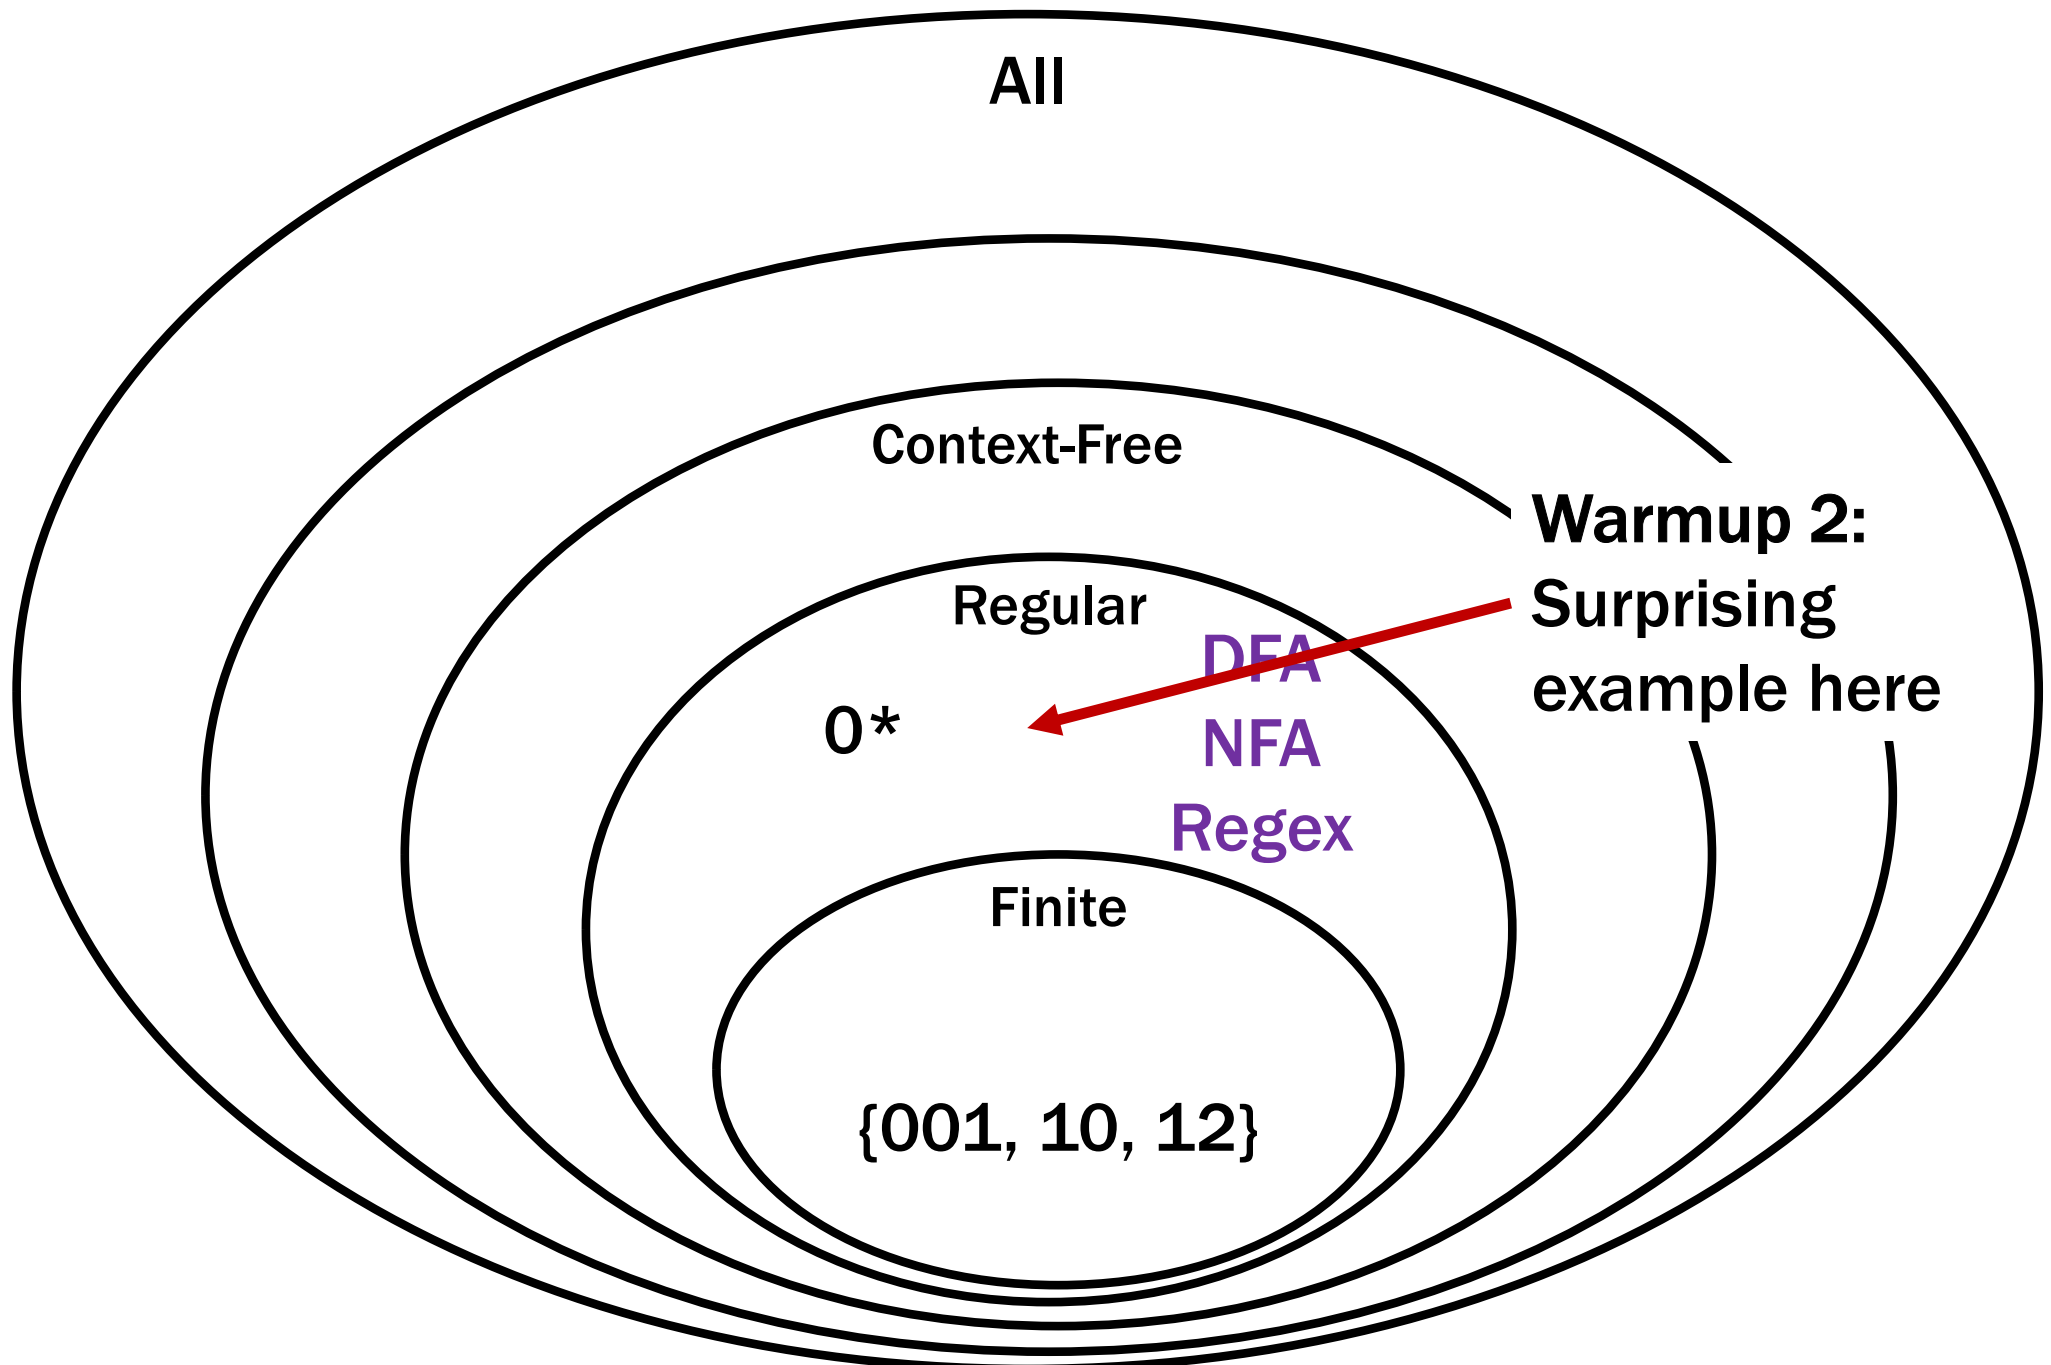 All
Context-Free
Warmup 2:
Surprising
example here
Regular
DFA
NFA
Regex
0*
Finite
{001, 10, 12}